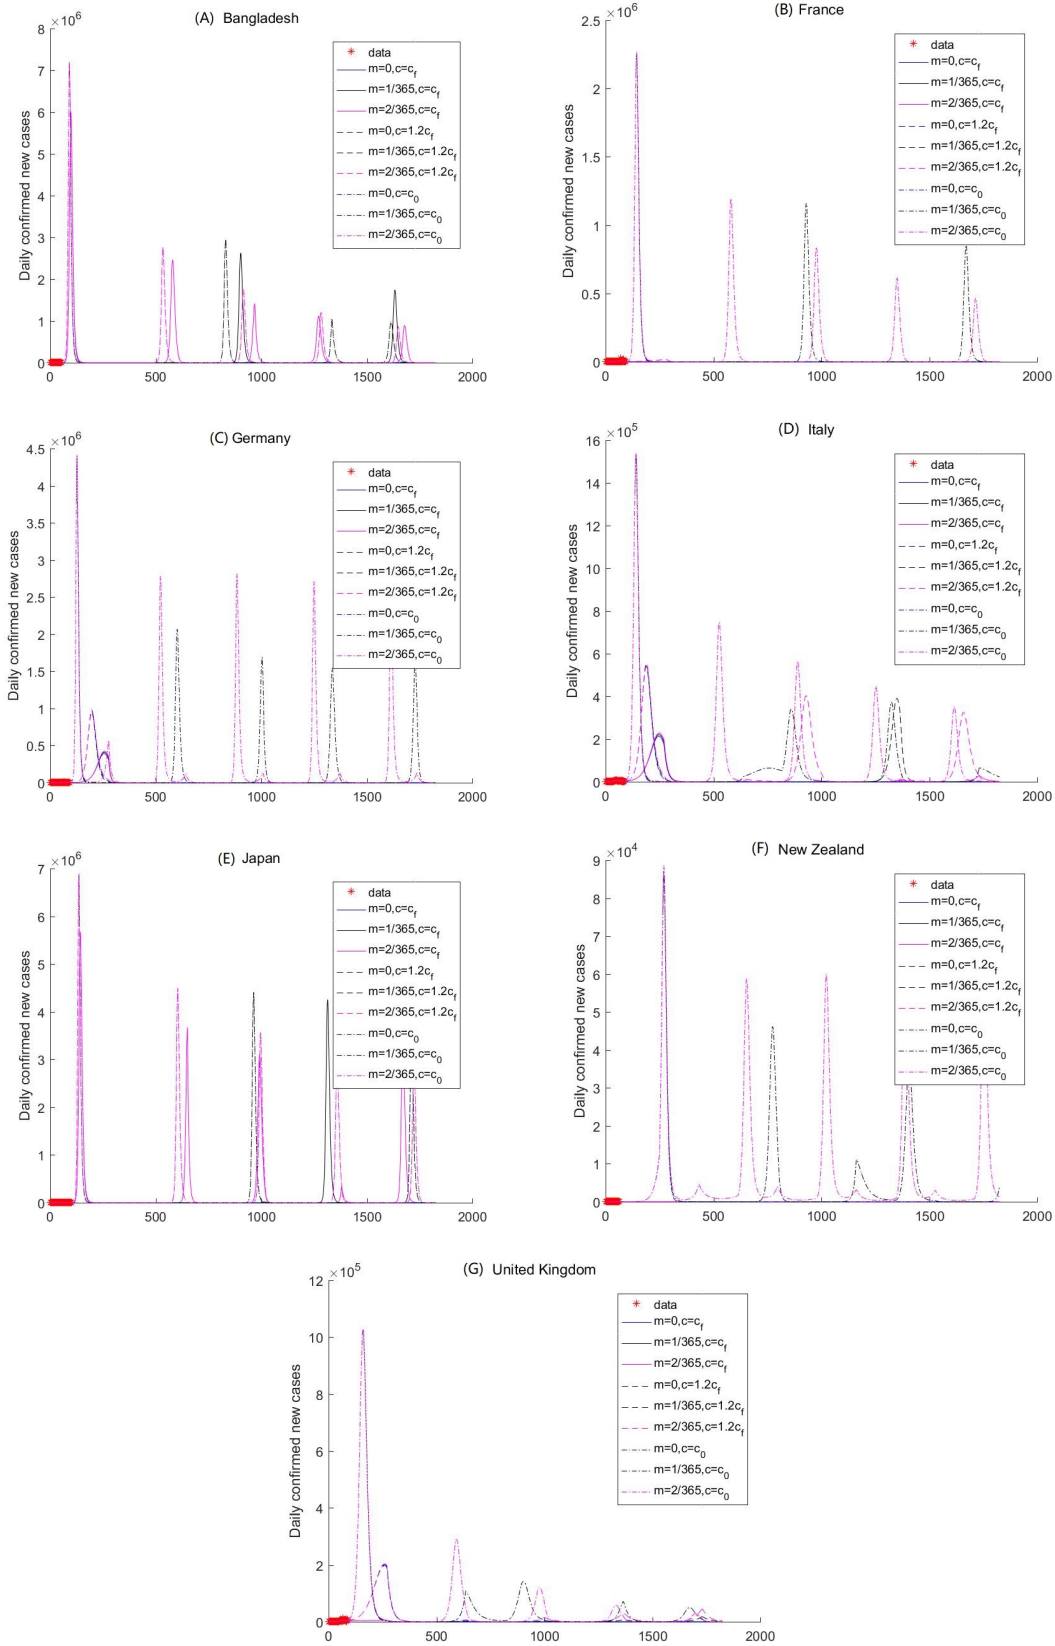 (A) Bangladesh
×10^6
8
7
6
5
4
3
2
1
0
0 500 1000 1500 2000
Daily confirmed new cases
data
m=0,c=c_f
m=1/365,c=c_f
m=2/365,c=c_f
m=0,c=1.2c_f
m=1/365,c=1.2c_f
m=2/365,c=1.2c_f
m=0,c=c_0
m=1/365,c=c_0
m=2/365,c=c_0
(B) France
×10^6
2.5
2
1.5
1
0.5
0
0 500 1000 1500 2000
Daily confirmed new cases
data
m=0,c=c_f
m=1/365,c=c_f
m=2/365,c=c_f
m=0,c=1.2c_f
m=1/365,c=1.2c_f
m=2/365,c=1.2c_f
m=0,c=c_0
m=1/365,c=c_0
m=2/365,c=c_0
(C) Germany
×10^6
4.5
4
3.5
3
2.5
2
1.5
1
0.5
0
0 500 1000 1500 2000
Daily confirmed new cases
data
m=0,c=c_f
m=1/365,c=c_f
m=2/365,c=c_f
m=0,c=1.2c_f
m=1/365,c=1.2c_f
m=2/365,c=1.2c_f
m=0,c=c_0
m=1/365,c=c_0
m=2/365,c=c_0
(D) Italy
×10^5
16
14
12
10
8
6
4
2
0
0 500 1000 1500 2000
Daily confirmed new cases
data
m=0,c=c_f
m=1/365,c=c_f
m=2/365,c=c_f
m=0,c=1.2c_f
m=1/365,c=1.2c_f
m=2/365,c=1.2c_f
m=0,c=c_0
m=1/365,c=c_0
m=2/365,c=c_0
(E) Japan
×10^6
7
6
5
4
3
2
1
0
0 500 1000 1500 2000
Daily confirmed new cases
data
m=0,c=c_f
m=1/365,c=c_f
m=2/365,c=c_f
m=0,c=1.2c_f
m=1/365,c=1.2c_f
m=2/365,c=1.2c_f
m=0,c=c_0
m=1/365,c=c_0
m=2/365,c=c_0
(F) New Zealand
×10^4
9
8
7
6
5
4
3
2
1
0
0 500 1000 1500 2000
Daily confirmed new cases
data
m=0,c=c_f
m=1/365,c=c_f
m=2/365,c=c_f
m=0,c=1.2c_f
m=1/365,c=1.2c_f
m=2/365,c=1.2c_f
m=0,c=c_0
m=1/365,c=c_0
m=2/365,c=c_0
(G) United Kingdom
×10^5
12
10
8
6
4
2
0
0 500 1000 1500 2000
Daily confirmed new cases
data
m=0,c=c_f
m=1/365,c=c_f
m=2/365,c=c_f
m=0,c=1.2c_f
m=1/365,c=1.2c_f
m=2/365,c=1.2c_f
m=0,c=c_0
m=1/365,c=c_0
m=2/365,c=c_0